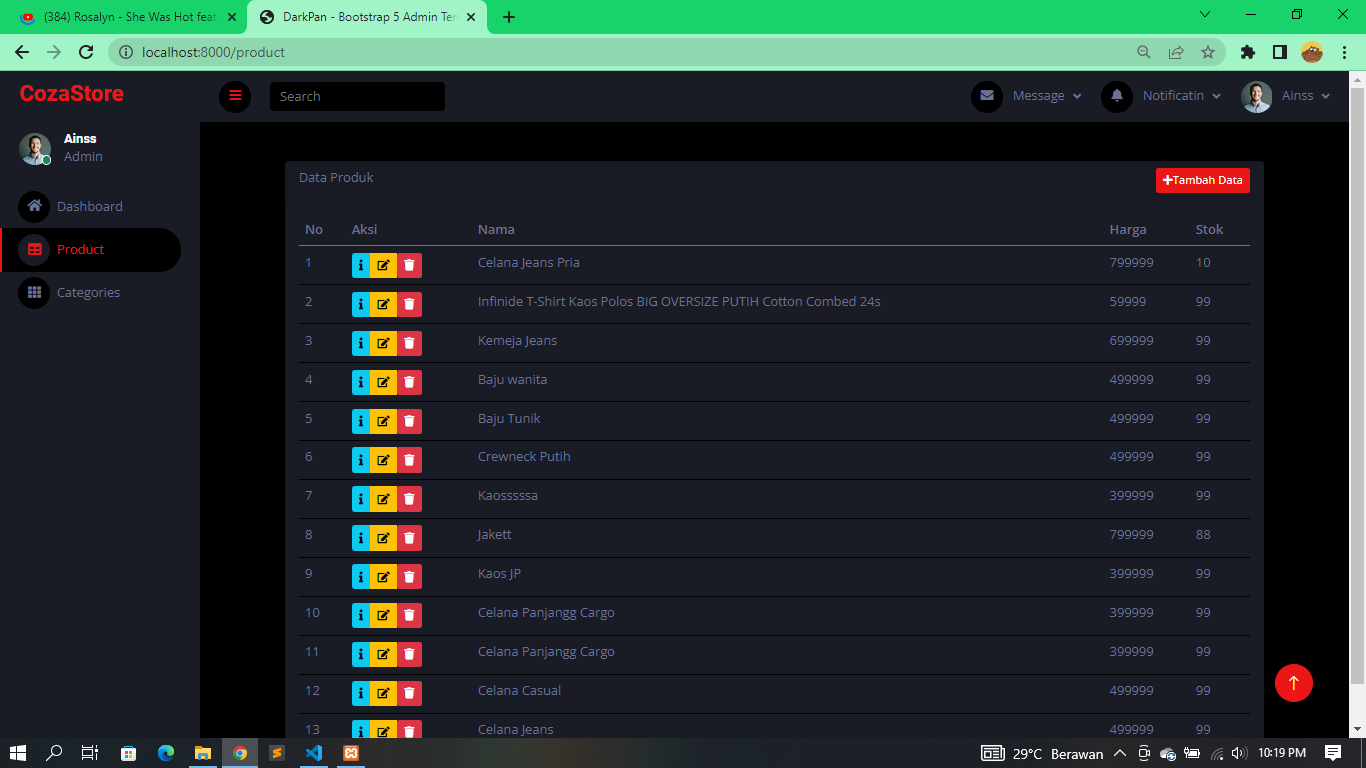 (384) Rosalyn - She Was Hot feat
DarkPan - Bootstrap 5 Admin Tem
localhost:8000/product
CozaStore
Search
Message
Notificatin
Ainss
Ainss
Admin
Dashboard
Product
Categories
Data Produk
Tambah Data
No Aksi Nama Harga Stok
1 Celana Jeans Pria 799999 10
2 Infinide T-Shirt Kaos Polos BIG OVERSIZE PUTIH Cotton Combed 24s 59999 99
3 Kemeja Jeans 699999 99
4 Baju wanita 499999 99
5 Baju Tunik 499999 99
6 Crewneck Putih 499999 99
7 Kaosssssa 399999 99
8 Jakett 799999 88
9 Kaos JP 399999 99
10 Celana Panjangg Cargo 399999 99
11 Celana Panjangg Cargo 399999 99
12 Celana Casual 499999 99
13 Celana Jeans 499999 99
29°C Berawan
10:19 PM